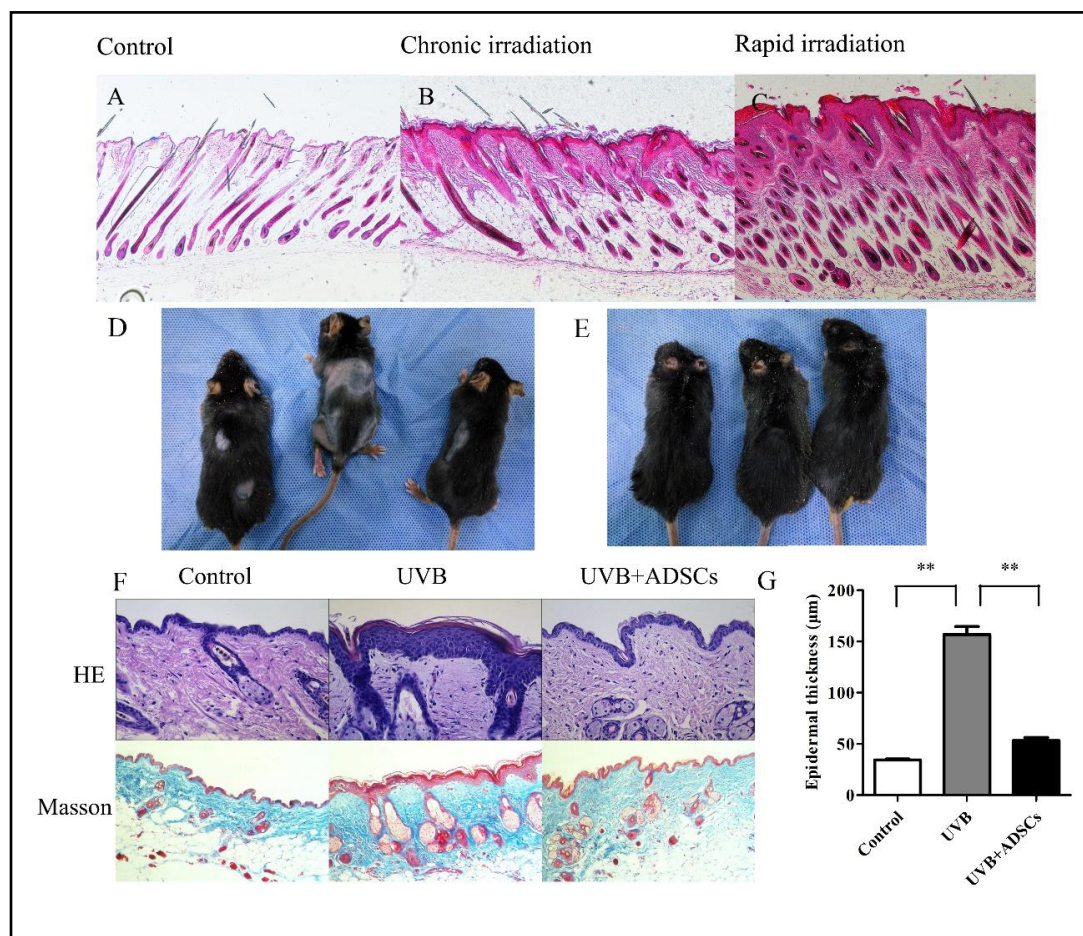 Control
Chronic irradiation
Rapid irradiation
A
B
C
D
E
F
Control
UVB
UVB+ADSCs
HE
Masson
G
**
**
Epidermal thickness (μm)
200
150
100
50
0
Control
UVB
UVB+ADSCs